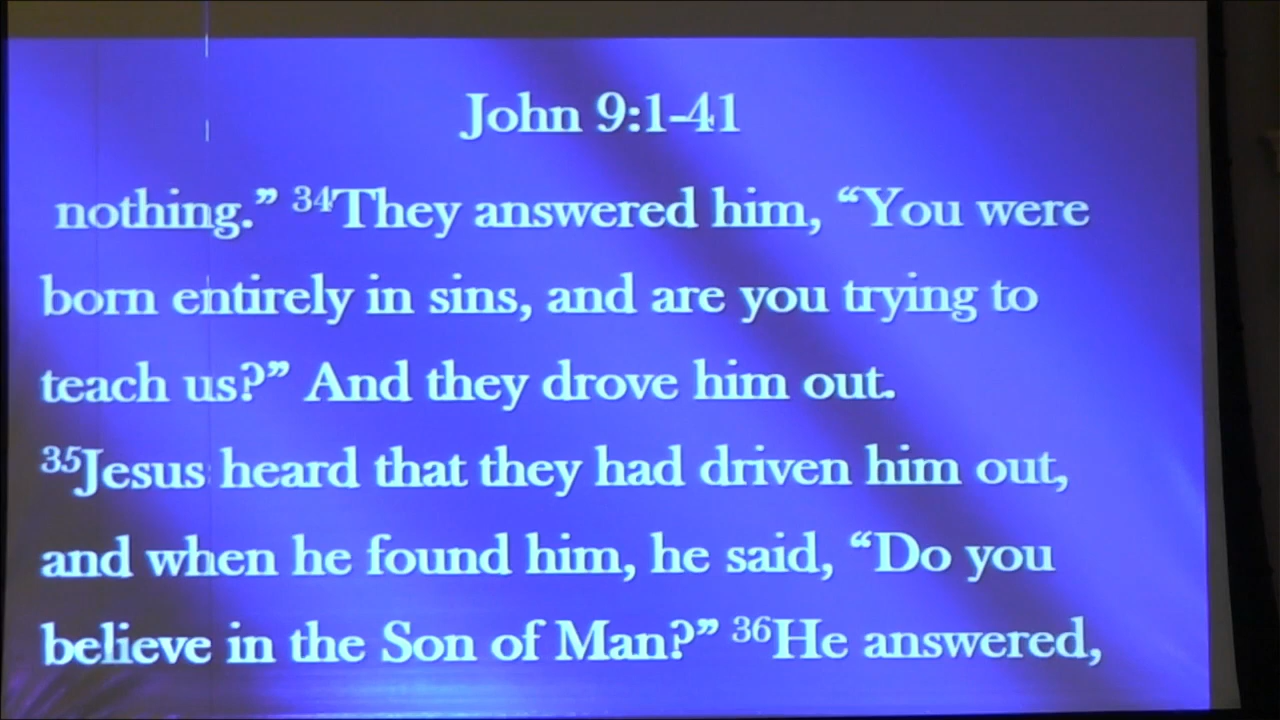 John 9:1-41
nothing.” ³⁴They answered him, “You were
born entirely in sins, and are you trying to
teach us?” And they drove him out.
³⁵Jesus heard that they had driven him out,
and when he found him, he said, “Do you
believe in the Son of Man?” ³⁶He answered,